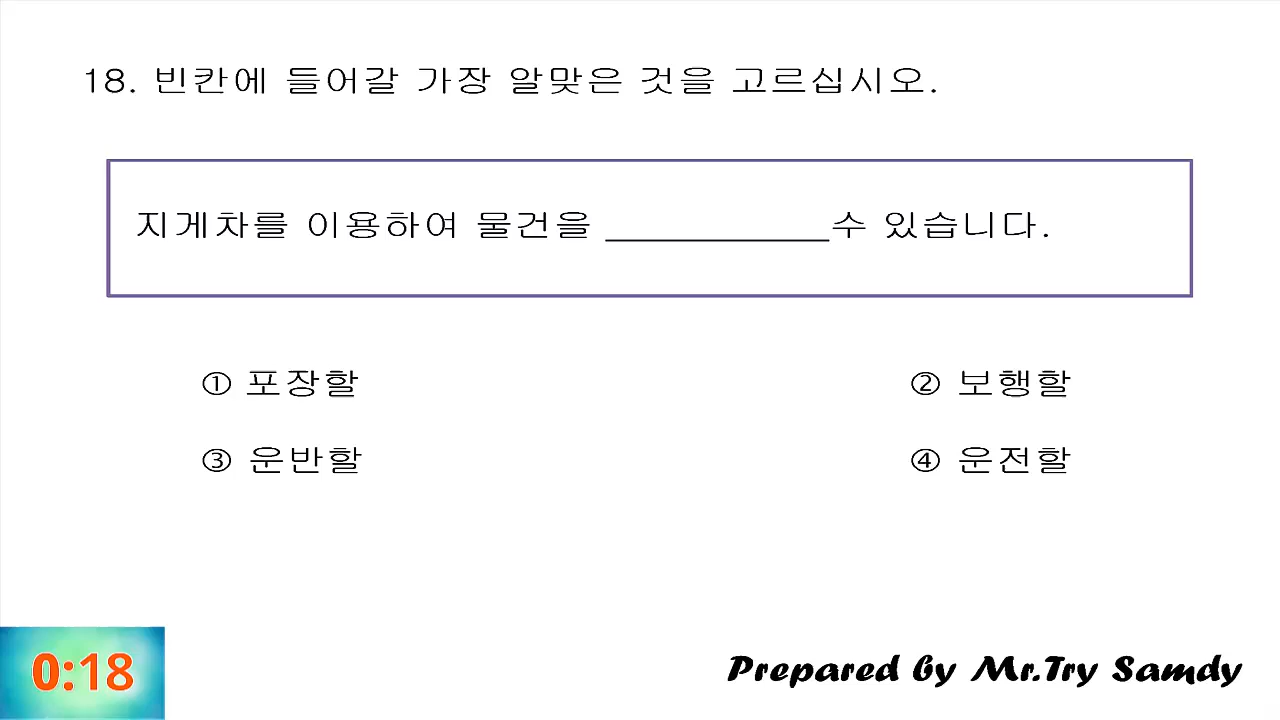 18. 빈칸에 들어갈 가장 알맞은 것을 고르십시오.
지게차를 이용하여 물건을 ____________수 있습니다.
① 포장할 ② 보행할
③ 운반할 ④ 운전할
0:18
Prepared by Mr.Try Samdy